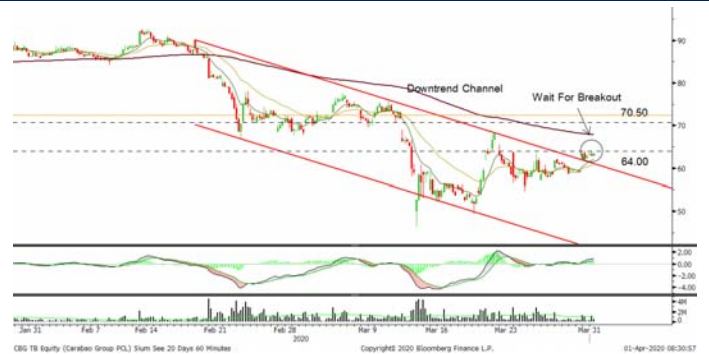 90
Downtrend Channel
Wait For Breakout
80
70.50
70
64.00
60
50
2.00
0.00
-2.00
-4.00
4M
2M
0
Jan 31 Feb 7 Feb 14 Feb 21 Feb 28 Mar 9 Mar 16 Mar 23 Mar 31
2020
CBG TB Equity (Carabao Group PCL) Sium See 20 Days 60 Minutes Copyright© 2020 Bloomberg Finance L.P. 01-Apr-2020 08:30:57